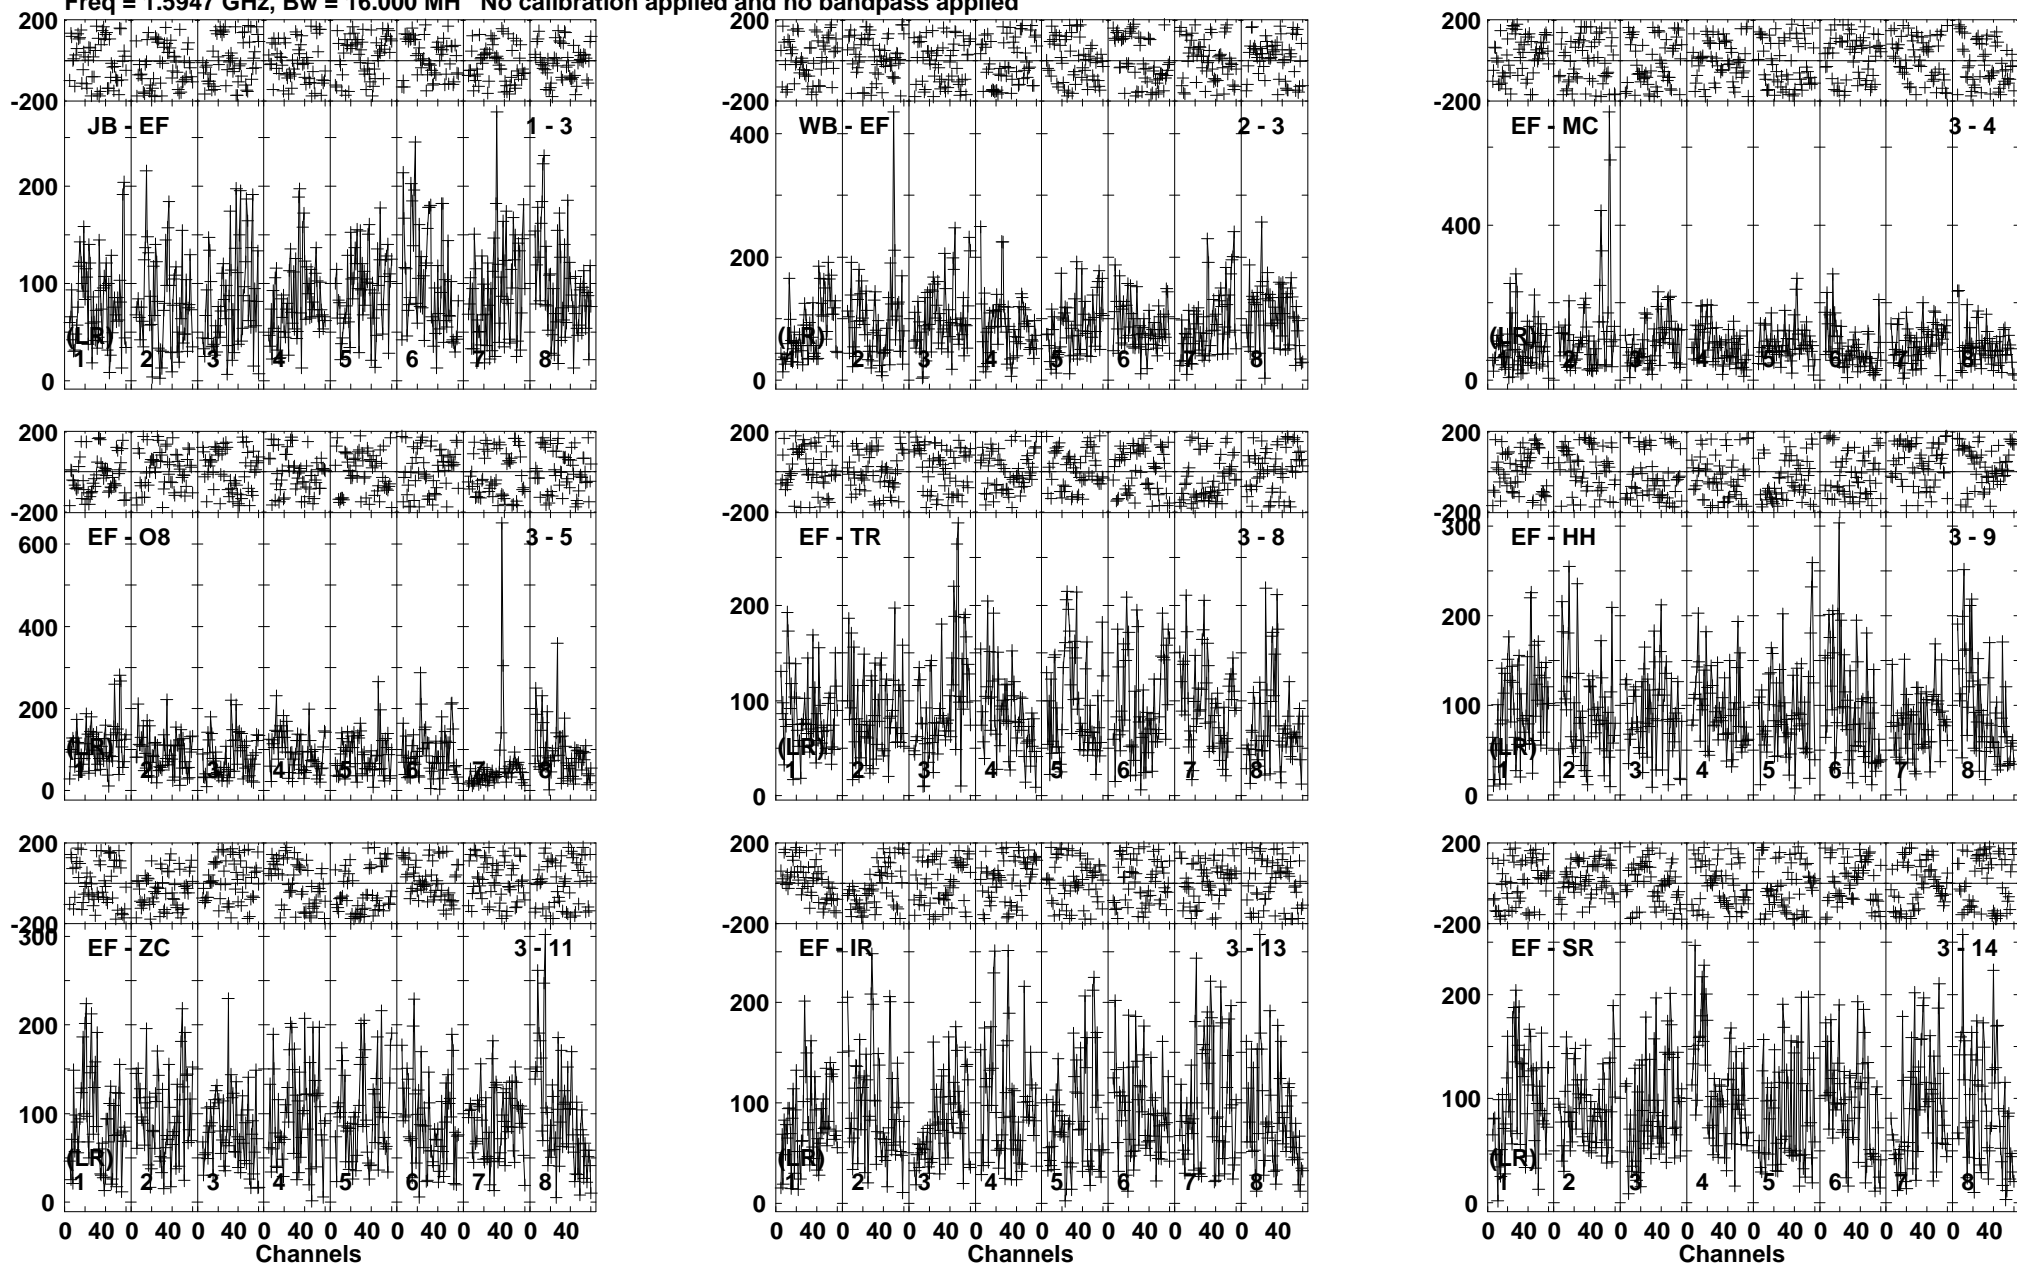 Freq = 1.5947 GHz, Bw = 16.000 MH No calibration applied and no bandpass applied
200
-200
JB - EF 1 - 3
200
100
0
(LR)
1 2 3 4 5 6 7 8
-200
WB - EF 2 - 3
200
400
200
0
(LR)
1 2 3 4 5 6 7 8
200
-200
EF - MC 3 - 4
400
0
(LR)
1 2 3 4 5 6 7 8
200
-200
EF - O8 3 - 5
600
400
200
0
(LR)
1 2 3 4 5 6 7 8
200
-200
EF - TR 3 - 8
200
100
0
(LR)
1 2 3 4 5 6 7 8
200
-200
300
EF - HH 3 - 9
200
100
0
(LR)
1 2 3 4 5 6 7 8
200
-200
300
EF - ZC 3 - 11
200
100
0
(LR)
1 2 3 4 5 6 7 8
0 40 0 40 0 40 0 40 0 40 0 40 0 40 0 40
Channels
200
-200
EF - IR 3 - 13
200
100
0
(LR)
1 2 3 4 5 6 7 8
0 40 0 40 0 40 0 40 0 40 0 40 0 40 0 40
Channels
200
-200
EF - SR 3 - 14
200
100
0
(LR)
1 2 3 4 5 6 7 8
0 40 0 40 0 40 0 40 0 40 0 40 0 40 0 40
Channels